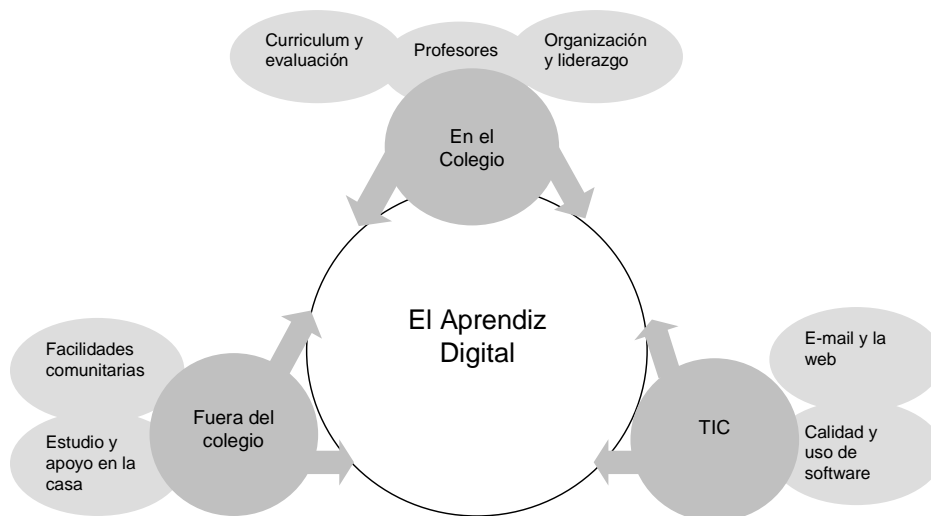 Curriculum y
evaluación
Profesores
Organización
y liderazgo
En el
Colegio
El Aprendiz
Digital
Facilidades
comunitarias
Estudio y
apoyo en la
casa
Fuera del
colegio
TIC
E-mail y la
web
Calidad y
uso de
software